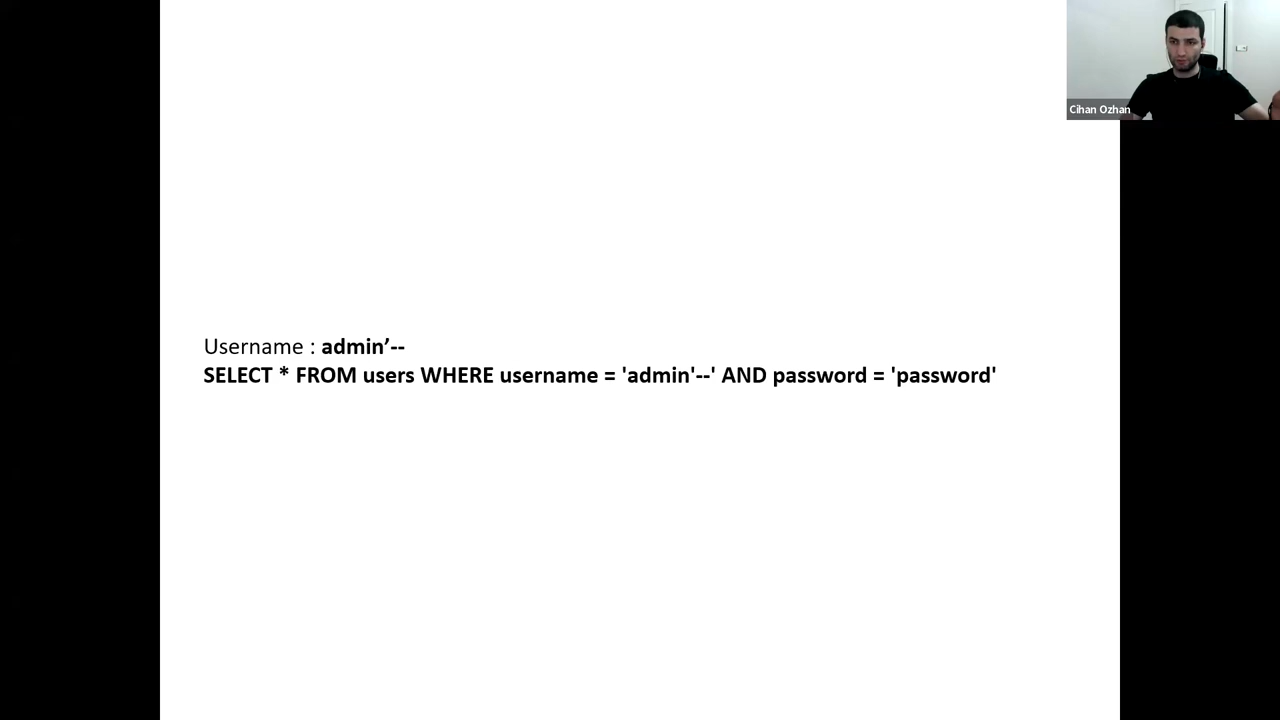 Cihan Ozhan
Username : admin’--
SELECT * FROM users WHERE username = 'admin'--' AND password = 'password'